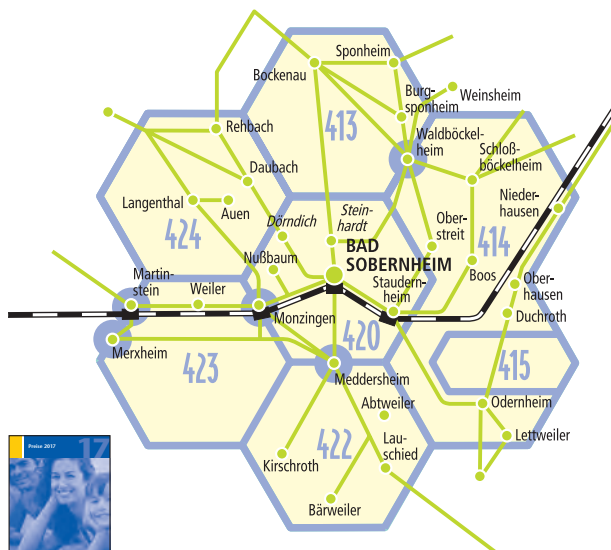 Sponheim
Bockenau
Burg-
sponheim
Weinsheim
413
Rehbach
Waldböckel-
heim
Schloß-
böckelheim
Daubach
Nieder-
hausen
Langenthal
Auen
Stein-
hardt
Dörndich
Ober-
streit
424
414
BAD
SOBERNHEIM
Nußbaum
Martin-
stein
Weiler
Staudern-
heim
Boos
Ober-
hausen
Monzingen
420
Duchroth
Merxheim
423
415
Meddersheim
Abtweiler
Odernheim
422
Lau-
schied
Lettweiler
Kirschroth
Bärweiler
Preise 2017
17